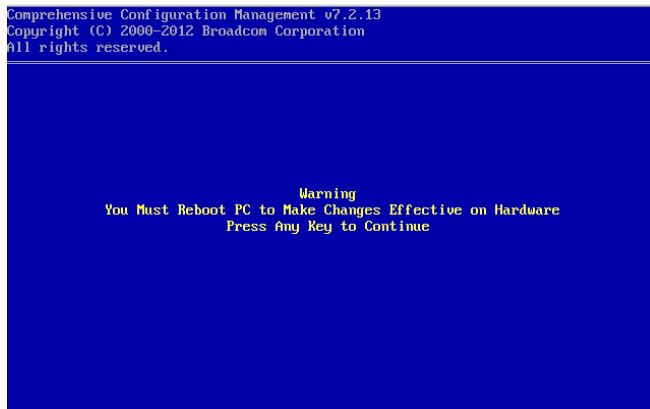 Comprehensive Configuration Management v7.2.13
Copyright (C) 2000-2012 Broadcom Corporation
All rights reserved.
Warning
You Must Reboot PC to Make Changes Effective on Hardware
Press Any Key to Continue